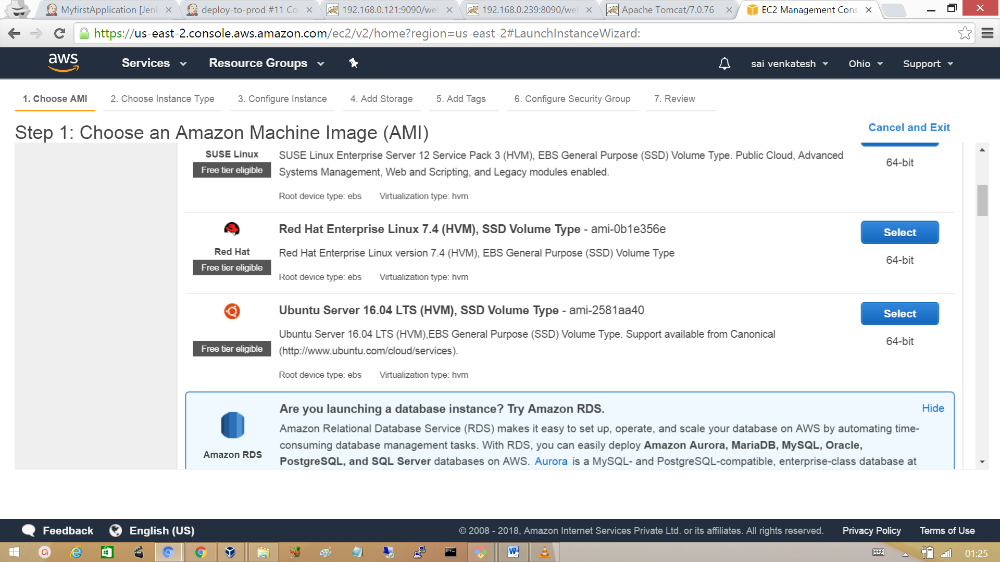 MyfirstApplication [Jen
deploy-to-prod #11 Co
192.168.0.121:9090/we
192.168.0.239:8090/we
Apache Tomcat/7.0.76
EC2 Management Cons
https://us-east-2.console.aws.amazon.com/ec2/v2/home?region=us-east-2#LaunchInstanceWizard:
aws
Services
Resource Groups
sai venkatesh
Ohio
Support
1. Choose AMI
2. Choose Instance Type
3. Configure Instance
4. Add Storage
5. Add Tags
6. Configure Security Group
7. Review
Step 1: Choose an Amazon Machine Image (AMI)
Cancel and Exit
SUSE Linux
Free tier eligible
SUSE Linux Enterprise Server 12 Service Pack 3 (HVM), EBS General Purpose (SSD) Volume Type. Public Cloud, Advanced
Systems Management, Web and Scripting, and Legacy modules enabled.
64-bit
Root device type: ebs Virtualization type: hvm
Red Hat Enterprise Linux 7.4 (HVM), SSD Volume Type - ami-0b1e356e
Select
Red Hat
Free tier eligible
Red Hat Enterprise Linux version 7.4 (HVM), EBS General Purpose (SSD) Volume Type
64-bit
Root device type: ebs Virtualization type: hvm
Ubuntu Server 16.04 LTS (HVM), SSD Volume Type - ami-2581aa40
Select
Free tier eligible
Ubuntu Server 16.04 LTS (HVM),EBS General Purpose (SSD) Volume Type. Support available from Canonical
(http://www.ubuntu.com/cloud/services).
64-bit
Root device type: ebs Virtualization type: hvm
Are you launching a database instance? Try Amazon RDS.
Hide
Amazon RDS
Amazon Relational Database Service (RDS) makes it easy to set up, operate, and scale your database on AWS by automating time-
consuming database management tasks. With RDS, you can easily deploy Amazon Aurora, MariaDB, MySQL, Oracle,
PostgreSQL, and SQL Server databases on AWS. Aurora is a MySQL- and PostgreSQL-compatible, enterprise-class database at
Feedback
English (US)
© 2008 - 2018, Amazon Internet Services Private Ltd. or its affiliates. All rights reserved.
Privacy Policy
Terms of Use
01:25